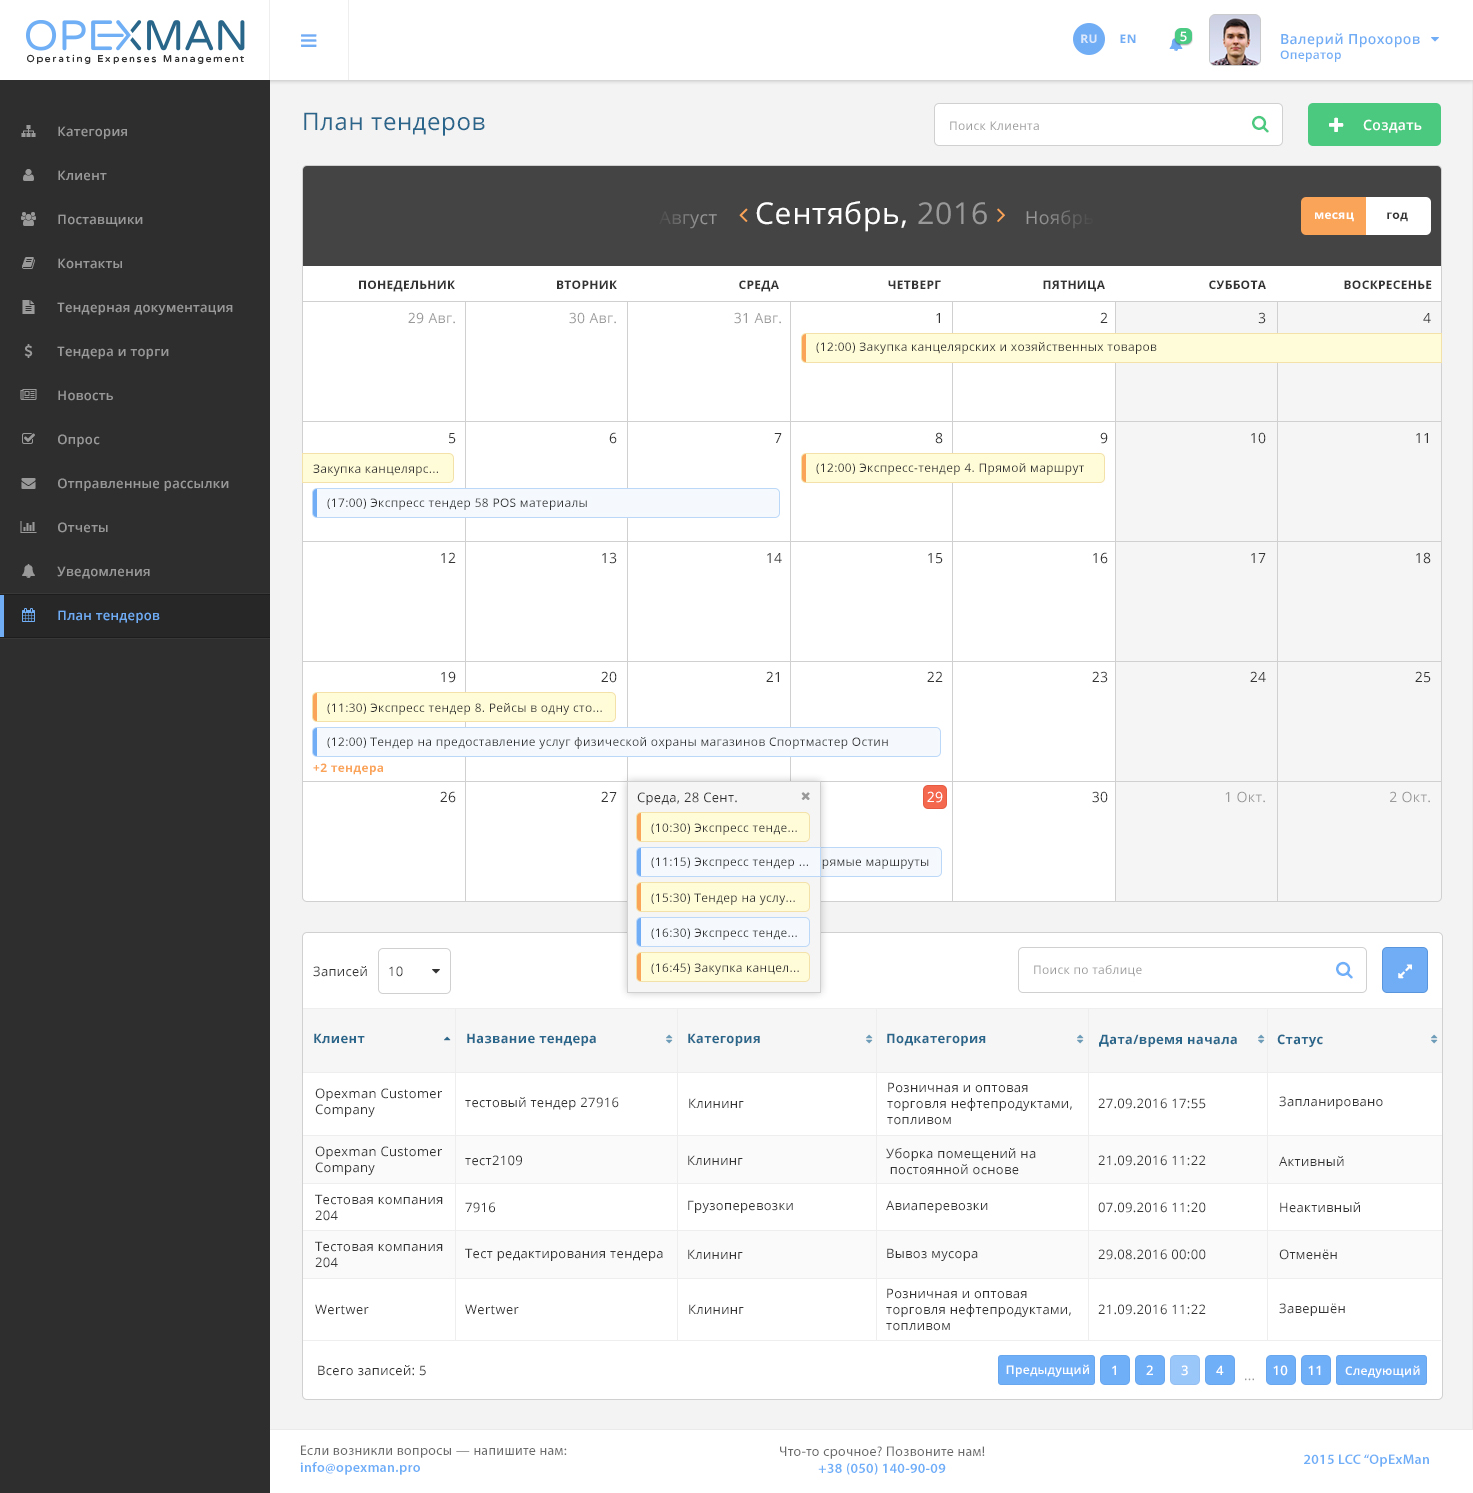 OPEXMAN
Operating Expenses Management
RU
EN
5
Валерий Прохоров
Оператор
Категория
Клиент
Поставщики
Контакты
Тендерная документация
Тендера и торги
Новость
Опрос
Отправленные рассылки
Отчеты
Уведомления
План тендеров
План тендеров
Поиск Клиента
Создать
Август
Сентябрь, 2016
Ноябрь
месяц
год
ПОНЕДЕЛЬНИК ВТОРНИК СРЕДА ЧЕТВЕРГ ПЯТНИЦА СУББОТА ВОСКРЕСЕНЬЕ
29 Авг. 30 Авг. 31 Авг. 1 2 3 4
(12:00) Закупка канцелярских и хозяйственных товаров
5 6 7 8 9 10 11
Закупка канцелярс...
(12:00) Экспресс-тендер 4. Прямой маршрут
(17:00) Экспресс тендер 58 POS материалы
12 13 14 15 16 17 18
19 20 21 22 23 24 25
(11:30) Экспресс тендер 8. Рейсы в одну сто...
(12:00) Тендер на предоставление услуг физической охраны магазинов Спортмастер Остин
+2 тендера
26 27 29 30 1 Окт. 2 Окт.
Среда, 28 Сент.
(10:30) Экспресс тенде...
(11:15) Экспресс тендер ...
рямые маршруты
(15:30) Тендер на услу...
(16:30) Экспресс тенде...
(16:45) Закупка канцел...
Записей
10
Поиск по таблице
Клиент Название тендера Категория Подкатегория Дата/время начала Статус
Opexman Customer
Company
тестовый тендер 27916
Клининг
Розничная и оптовая
торговля нефтепродуктами,
топливом
27.09.2016 17:55
Запланировано
Opexman Customer
Company
тест2109
Клининг
Уборка помещений на
постоянной основе
21.09.2016 11:22
Активный
Тестовая компания
204
7916
Грузоперевозки
Авиаперевозки
07.09.2016 11:20
Неактивный
Тестовая компания
204
Тест редактирования тендера
Клининг
Вывоз мусора
29.08.2016 00:00
Отменён
Wertwer
Wertwer
Клининг
Розничная и оптовая
торговля нефтепродуктами,
топливом
21.09.2016 11:22
Завершён
Всего записей: 5
Предыдущий 1 2 3 4 ... 10 11 Следующий
Если возникли вопросы — напишите нам:
info@opexman.pro
Что-то срочное? Позвоните нам!
+38 (050) 140-90-09
2015 LCC “OpExMan